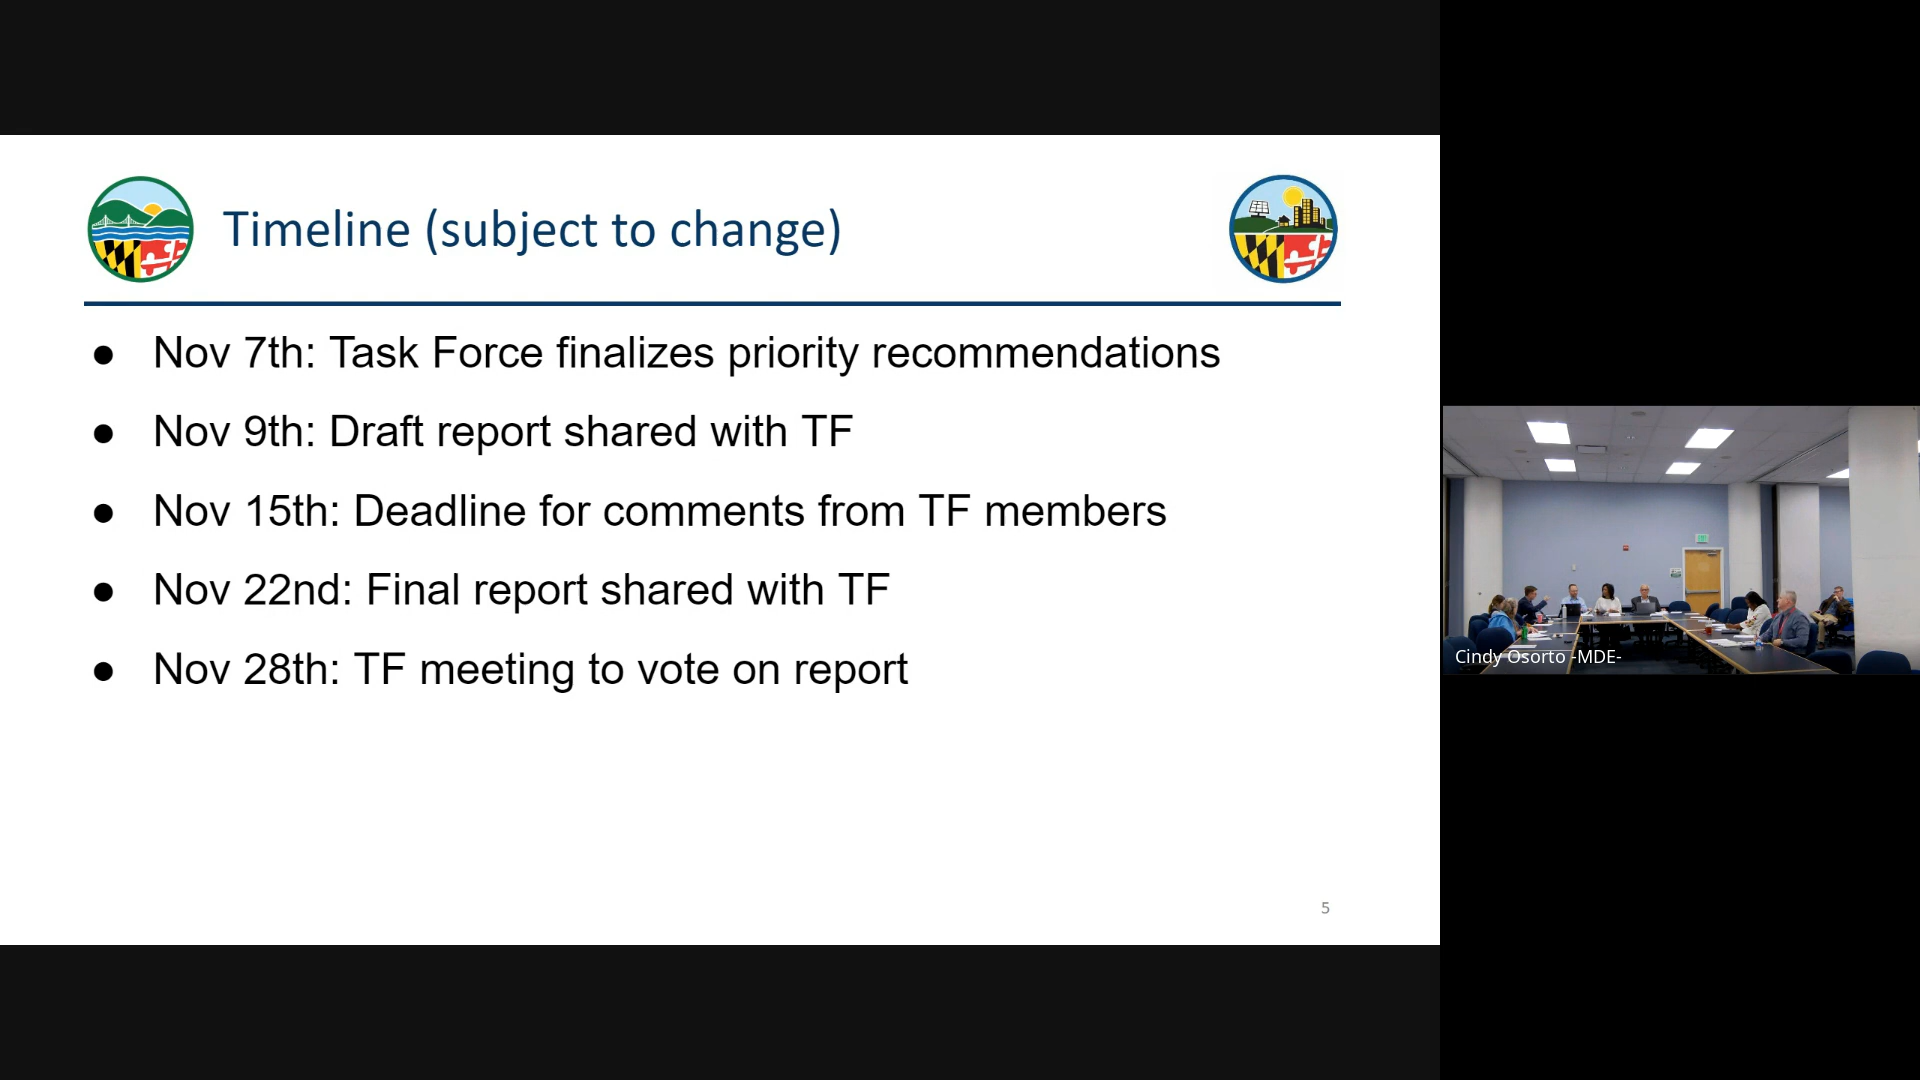 Timeline (subject to change)
● Nov 7th: Task Force finalizes priority recommendations
● Nov 9th: Draft report shared with TF
● Nov 15th: Deadline for comments from TF members
● Nov 22nd: Final report shared with TF
● Nov 28th: TF meeting to vote on report
5
Cindy Osorto -MDE-